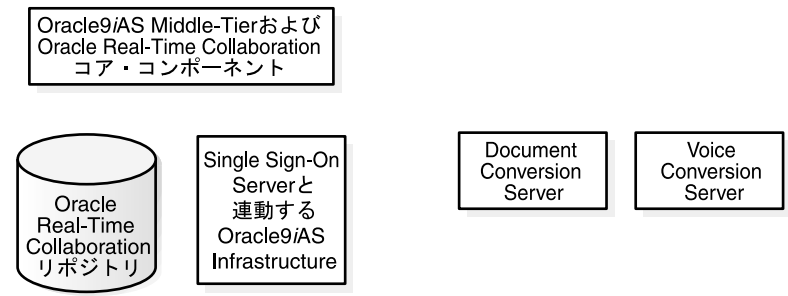 Oracle9iAS Middle-Tierおよび
Oracle Real-Time Collaboration
コア・コンポーネント
Oracle
Real-Time
Collaboration
リポジトリ
Single Sign-On
Serverと
連動する
Oracle9iAS
Infrastructure
Document
Conversion
Server
Voice
Conversion
Server